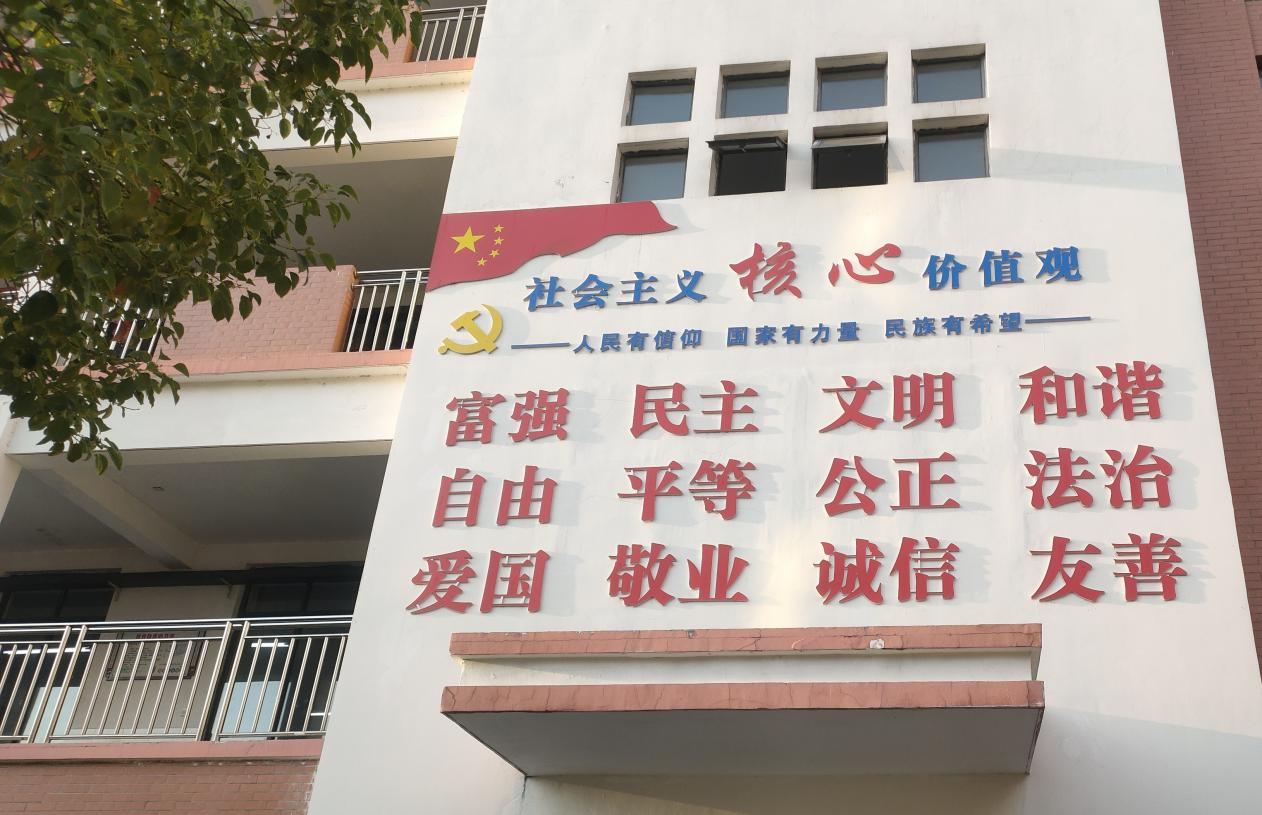 社会主义核心价值观
——人民有信仰 国家有力量 民族有希望——
富强 民主 文明 和谐
自由 平等 公正 法治
爱国 敬业 诚信 友善